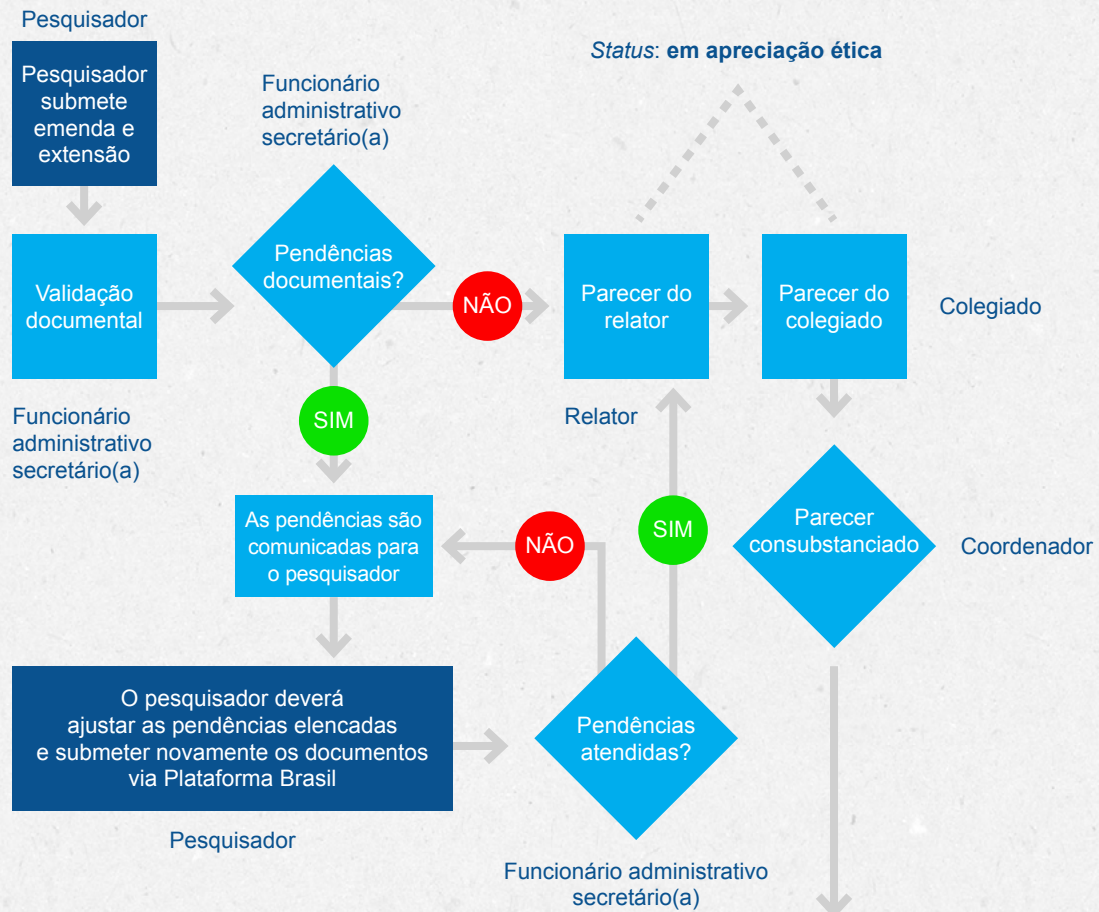 Pesquisador
Pesquisador
submete
emenda e
extensão
Funcionário
administrativo
secretário(a)
Status: em apreciação ética
Validação
documental
Funcionário
administrativo
secretário(a)
Pendências
documentais?
NÃO
SIM
Parecer do
relator
Relator
Parecer do
colegiado
Colegiado
Parecer
consubstanciado
Coordenador
As pendências são
comunicadas para
o pesquisador
NÃO
SIM
O pesquisador deverá
ajustar as pendências elencadas
e submeter novamente os documentos
via Plataforma Brasil
Pesquisador
Pendências
atendidas?
Funcionário administrativo
secretário(a)